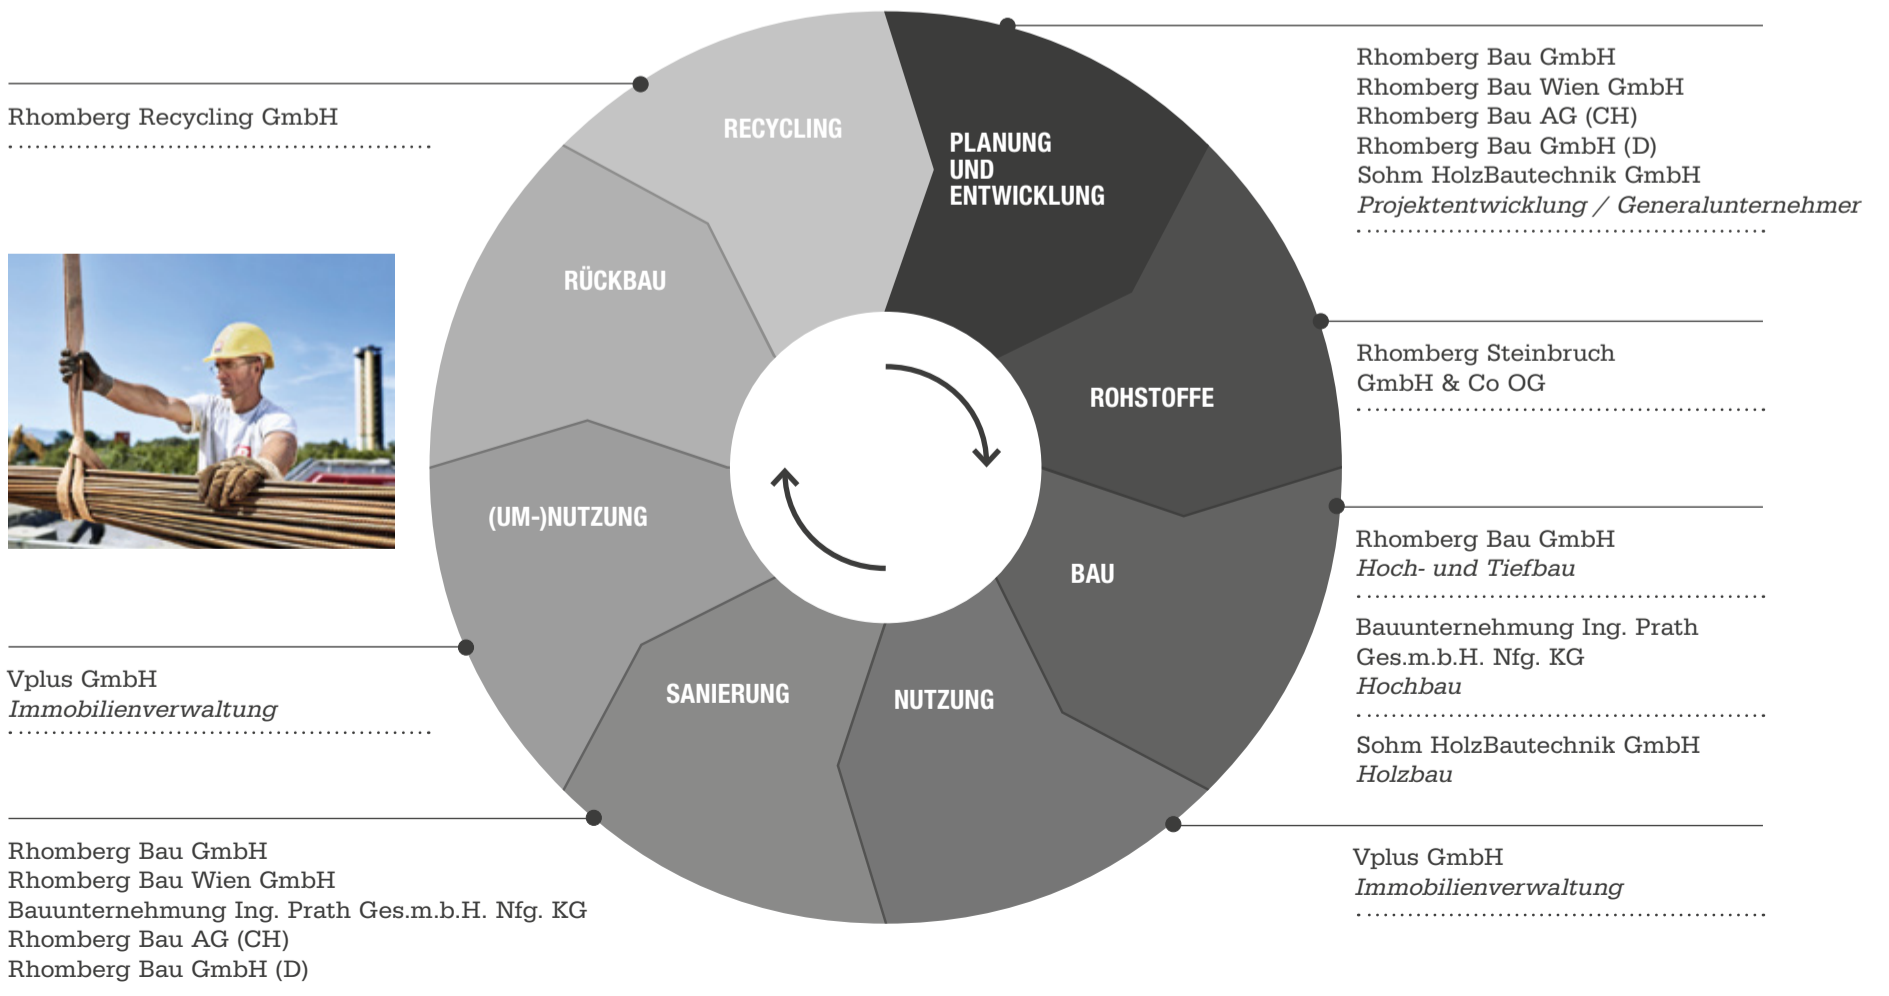 Rhomberg Recycling GmbH
RECYCLING
PLANUNG
UND
ENTWICKLUNG
Rhomberg Bau GmbH
Rhomberg Bau Wien GmbH
Rhomberg Bau AG (CH)
Rhomberg Bau GmbH (D)
Sohm HolzBautechnik GmbH
Projektentwicklung / Generalunternehmer
RÜCKBAU
ROHSTOFFE
Rhomberg Steinbruch
GmbH & Co OG
(UM-)NUTZUNG
BAU
Rhomberg Bau GmbH
Hoch- und Tiefbau
Bauunternehmung Ing. Prath
Ges.m.b.H. Nfg. KG
Hochbau
Sohm HolzBautechnik GmbH
Holzbau
Vplus GmbH
Immobilienverwaltung
SANIERUNG
NUTZUNG
Vplus GmbH
Immobilienverwaltung
Rhomberg Bau GmbH
Rhomberg Bau Wien GmbH
Bauunternehmung Ing. Prath Ges.m.b.H. Nfg. KG
Rhomberg Bau AG (CH)
Rhomberg Bau GmbH (D)